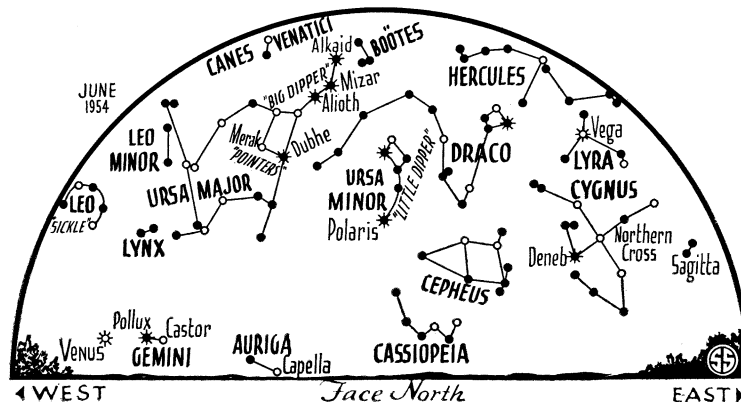 CANES VENATICI
Alkaid
"BOÖTES
HERCULES
JUNE
1954
"BIG DIPPER"
Mizar
Alioth
LEO
MINOR
Merak
"POINTERS"
Dubhe
URSA MAJOR
URSA
MINOR
"LITTLE DIPPER"
Polaris
DRACO
Vega
LYRA
CYGNUS
LEO
"SICKLE"
LYNX
Deneb
Northern
Cross
Sagitta
CEPHEUS
Venus
Pollux
Castor
GEMINI
AURIGA
Capella
CASSIOPEIA
WEST
Face North
EAST